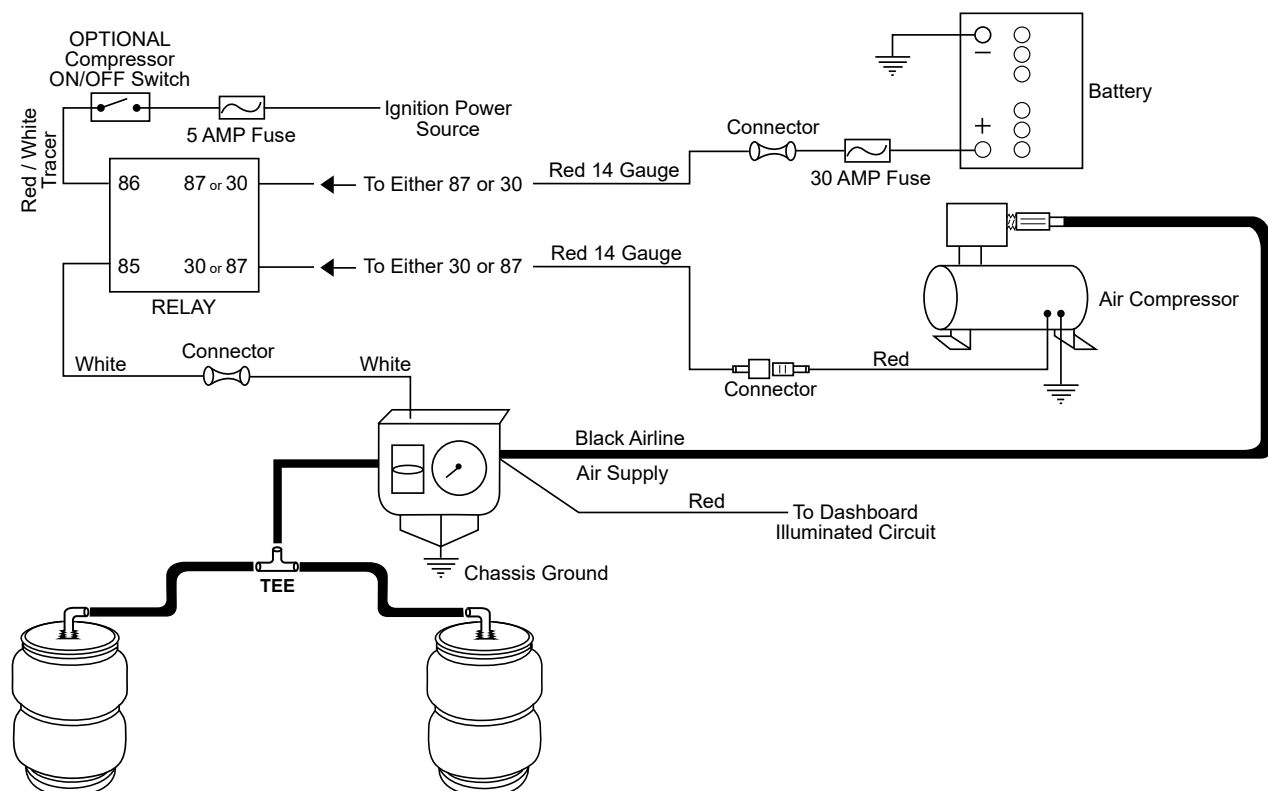 OPTIONAL
Compressor
ON/OFF Switch
Ignition Power
Source
5 AMP Fuse
Red / White
Tracer
86
87 or 30
To Either 87 or 30
Red 14 Gauge
Connector
30 AMP Fuse
−
+
Battery
85
30 or 87
To Either 30 or 87
Red 14 Gauge
RELAY
Air Compressor
White
Connector
White
Connector
Red
Black Airline
Air Supply
Red
To Dashboard
Illuminated Circuit
Chassis Ground
TEE